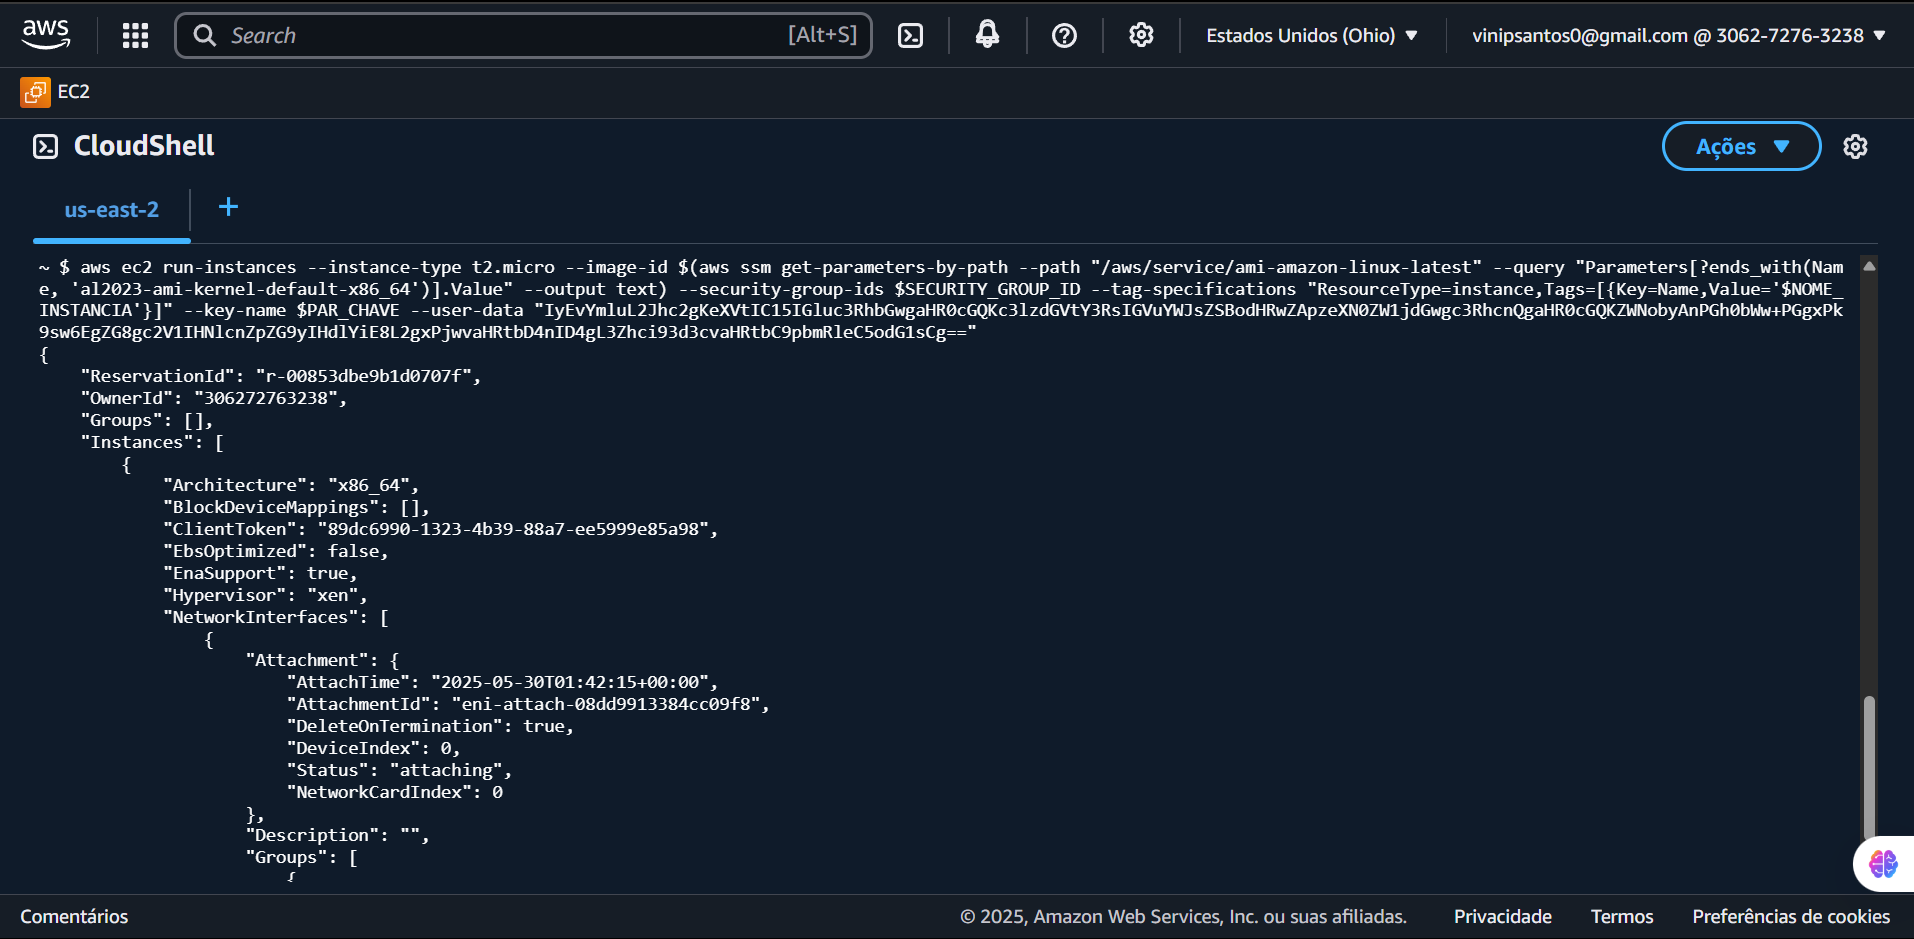 aws
Search [Alt+S]
Estados Unidos (Ohio)
vinipsantos0@gmail.com @ 3062-7276-3238
EC2
CloudShell
Ações
us-east-2 +
~ $ aws ec2 run-instances --instance-type t2.micro --image-id $(aws ssm get-parameters-by-path --path "/aws/service/ami-amazon-linux-latest" --query "Parameters[?ends_with(Nam
e, 'al2023-ami-kernel-default-x86_64')].Value" --output text) --security-group-ids $SECURITY_GROUP_ID --tag-specifications "ResourceType=instance,Tags=[{Key=Name,Value='$NOME_
INSTANCIA'}]" --key-name $PAR_CHAVE --user-data "IyEvYmluL2Jhc2gKeXVtIC15IGluc3RhbGwgaHR0cGQKc3lzdGVtY3RsIGVuYWJsZSBodHRwZApzeXN0ZW1jdGwgc3RhcnQgaHR0cGQKZWNobyAnPGh0bWw+PGgxPk
9sw6EgZG8gc2V1IHNlcnZpZG9yIHdlYiE8L2gxPjwvaHRtbD4nID4gL3Zhci93d3cvaHRtbC9pbmRleC5odG1sCg=="
{
"ReservationId": "r-00853dbe9b1d0707f",
"OwnerId": "306272763238",
"Groups": [],
"Instances": [
{
"Architecture": "x86_64",
"BlockDeviceMappings": [],
"ClientToken": "89dc6990-1323-4b39-88a7-ee5999e85a98",
"EbsOptimized": false,
"EnaSupport": true,
"Hypervisor": "xen",
"NetworkInterfaces": [
{
"Attachment": {
"AttachTime": "2025-05-30T01:42:15+00:00",
"AttachmentId": "eni-attach-08dd9913384cc09f8",
"DeleteOnTermination": true,
"DeviceIndex": 0,
"Status": "attaching",
"NetworkCardIndex": 0
},
"Description": "",
"Groups": [
{
Comentários
© 2025, Amazon Web Services, Inc. ou suas afiliadas.
Privacidade
Termos
Preferências de cookies